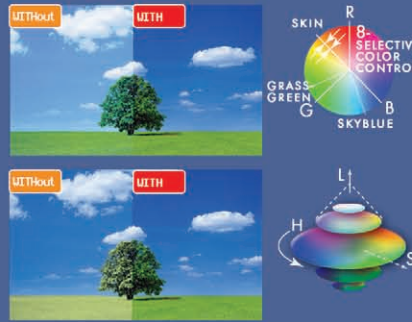 WITHout
WITH
R
SKIN
8-
SELECTIV
COLOR
CONTRO
GRASS
GREEN
G
B
SKYBLUE
WITHout
WITH
L
H
S